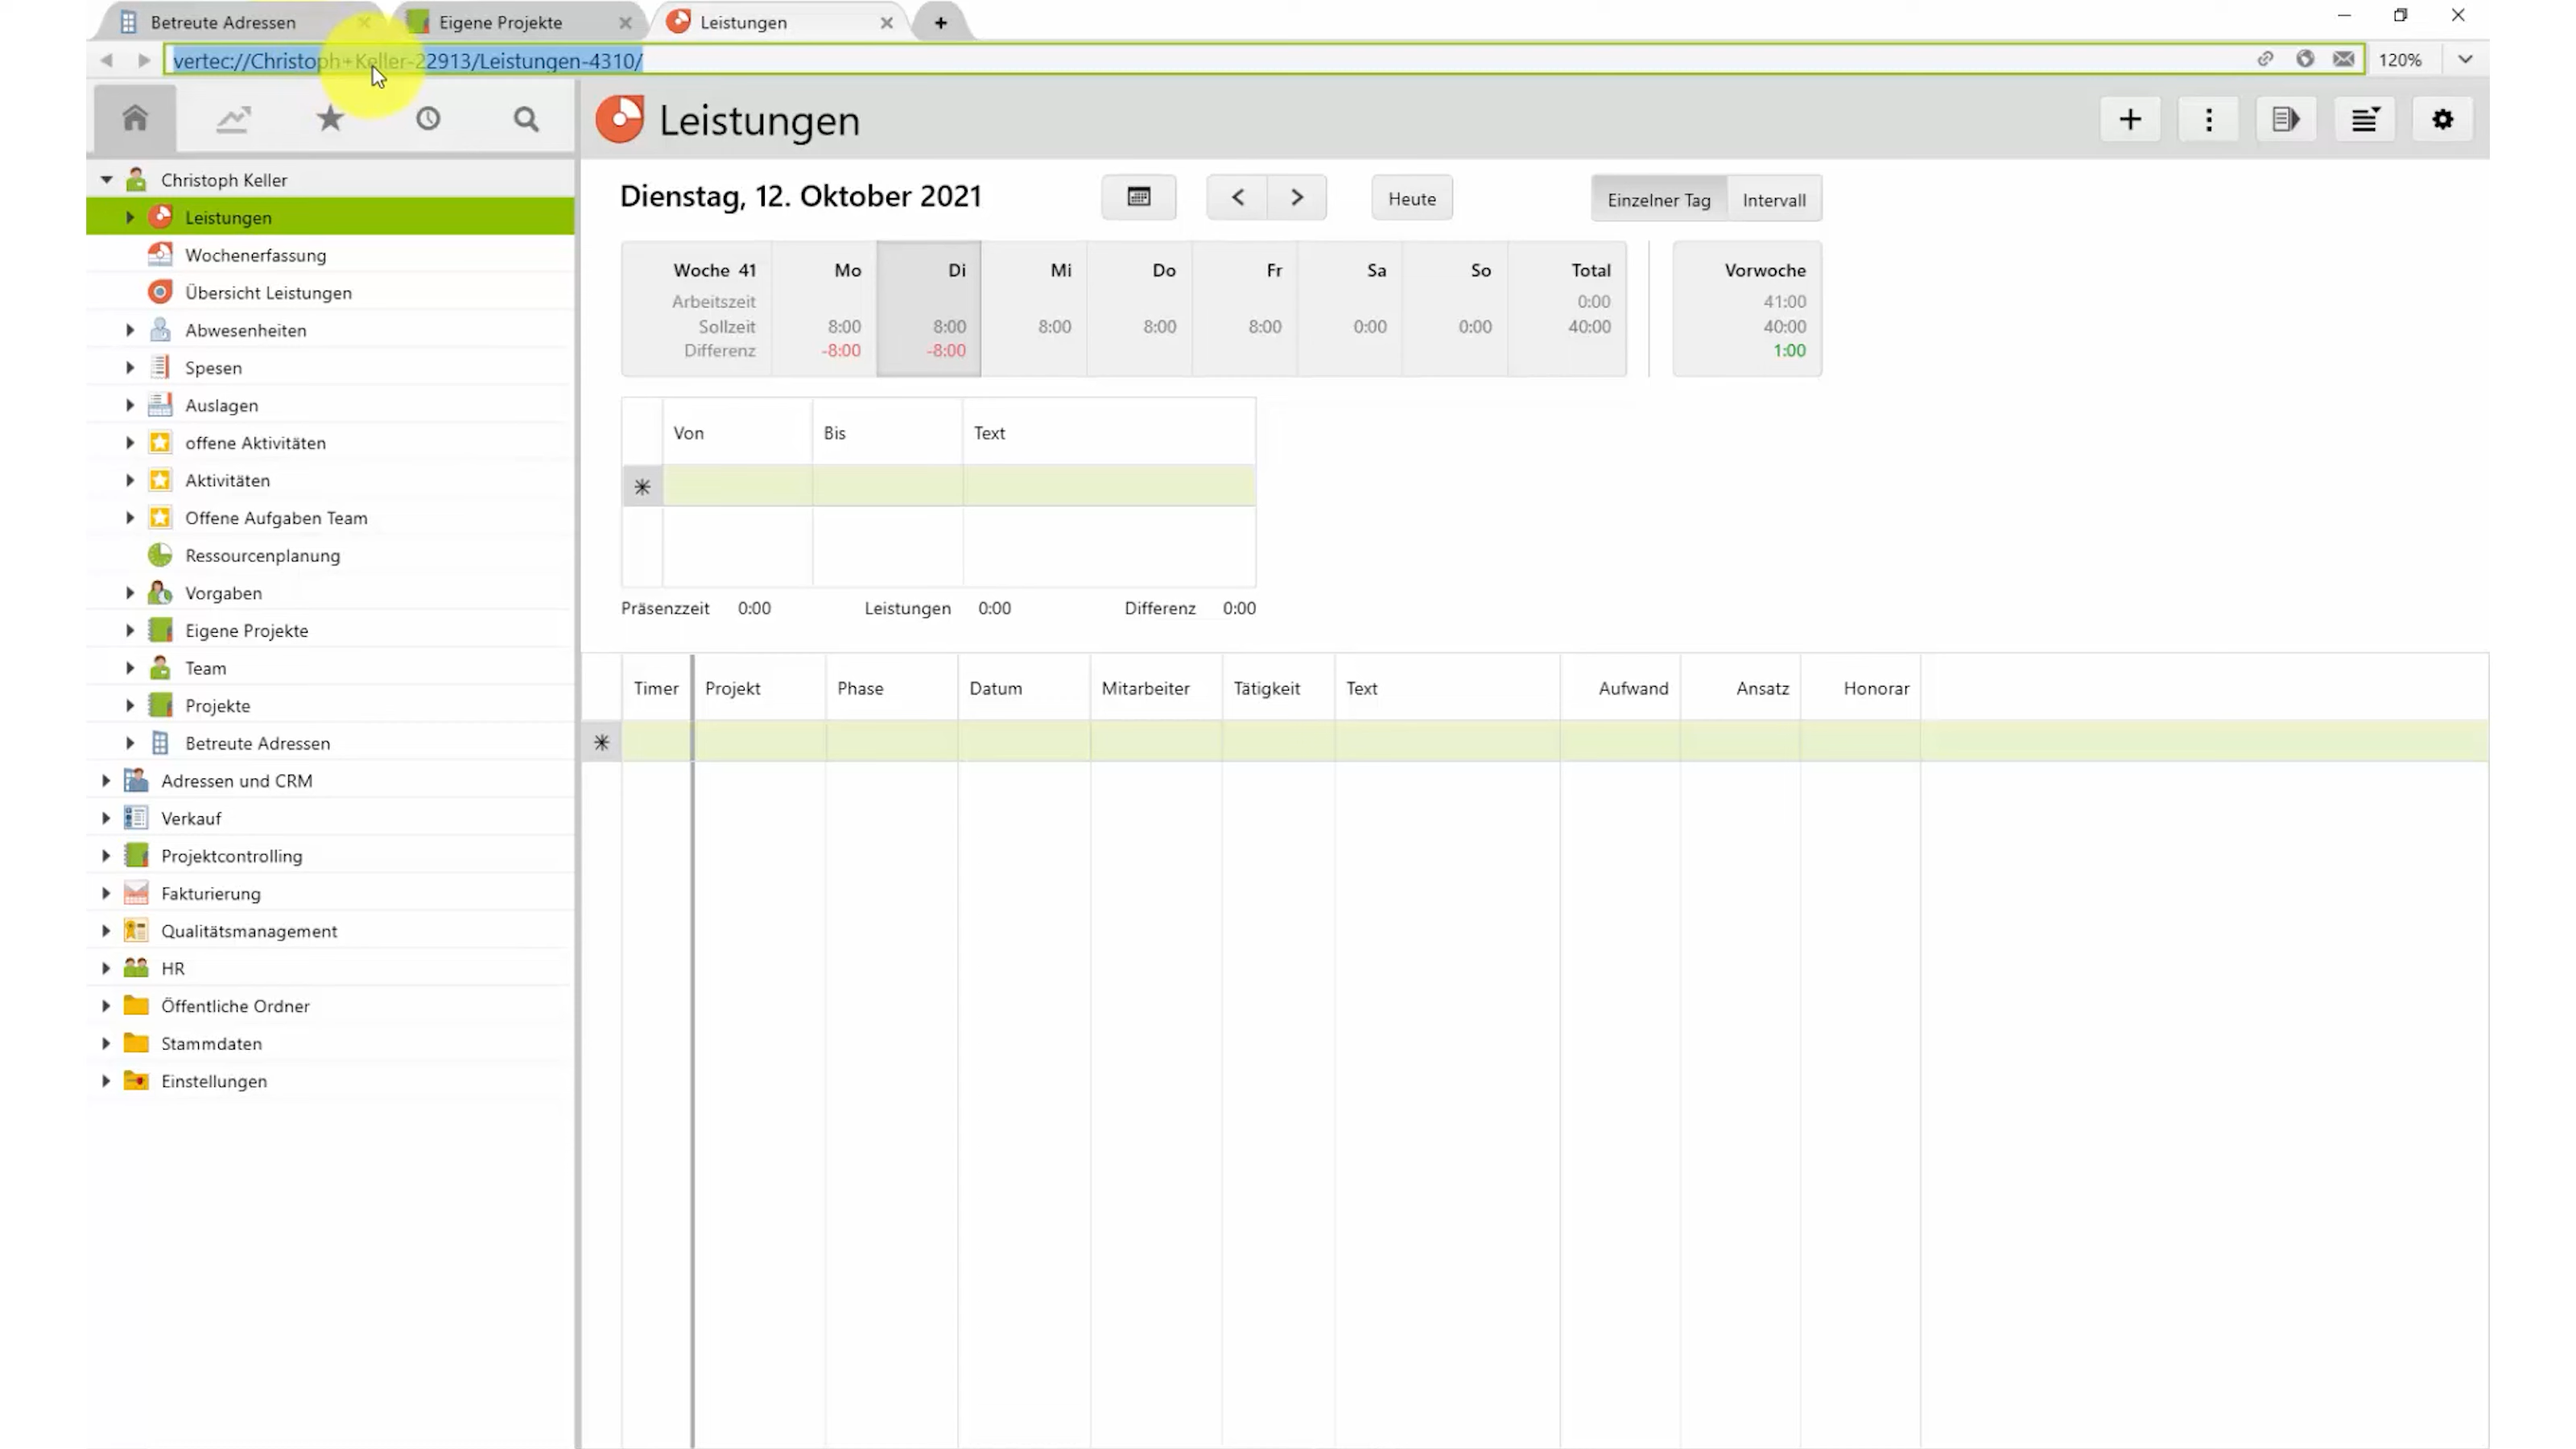 Betreute Adressen Eigene Projekte Leistungen
vertec://Christoph+Keller-22913/Leistungen-4310/ 120%
Leistungen
Christoph Keller
Leistungen
Wochenerfassung
Übersicht Leistungen
Abwesenheiten
Spesen
Auslagen
offene Aktivitäten
Aktivitäten
Offene Aufgaben Team
Ressourcenplanung
Vorgaben
Eigene Projekte
Team
Projekte
Betreute Adressen
Adressen und CRM
Verkauf
Projektcontrolling
Fakturierung
Qualitätsmanagement
HR
Öffentliche Ordner
Stammdaten
Einstellungen
Dienstag, 12. Oktober 2021 Heute Einzelner Tag Intervall
Woche 41 Mo Di Mi Do Fr Sa So Total Vorwoche
Arbeitszeit 0:00 41:00
Sollzeit 8:00 8:00 8:00 8:00 8:00 0:00 0:00 40:00 40:00
Differenz -8:00 -8:00 1:00
Von Bis Text
Präsenzzeit 0:00 Leistungen 0:00 Differenz 0:00
Timer Projekt Phase Datum Mitarbeiter Tätigkeit Text Aufwand Ansatz Honorar